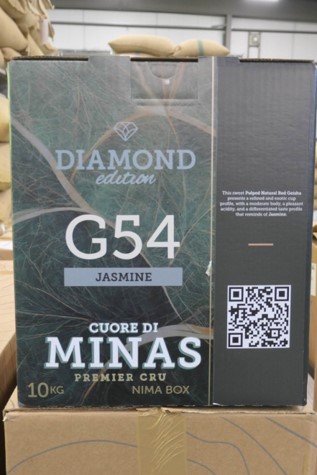 DIAMOND
edition
G54
JASMINE
CUORE DI
MINAS
PREMIER CRU
10KG
NIMA BOX
This sweet Pulped Natural Red Geisha
presents a refined and exotic cup
profile, with a moderate body, a pleasant
acidity, and a differentiated taste profile
that reminds of Jasmine.